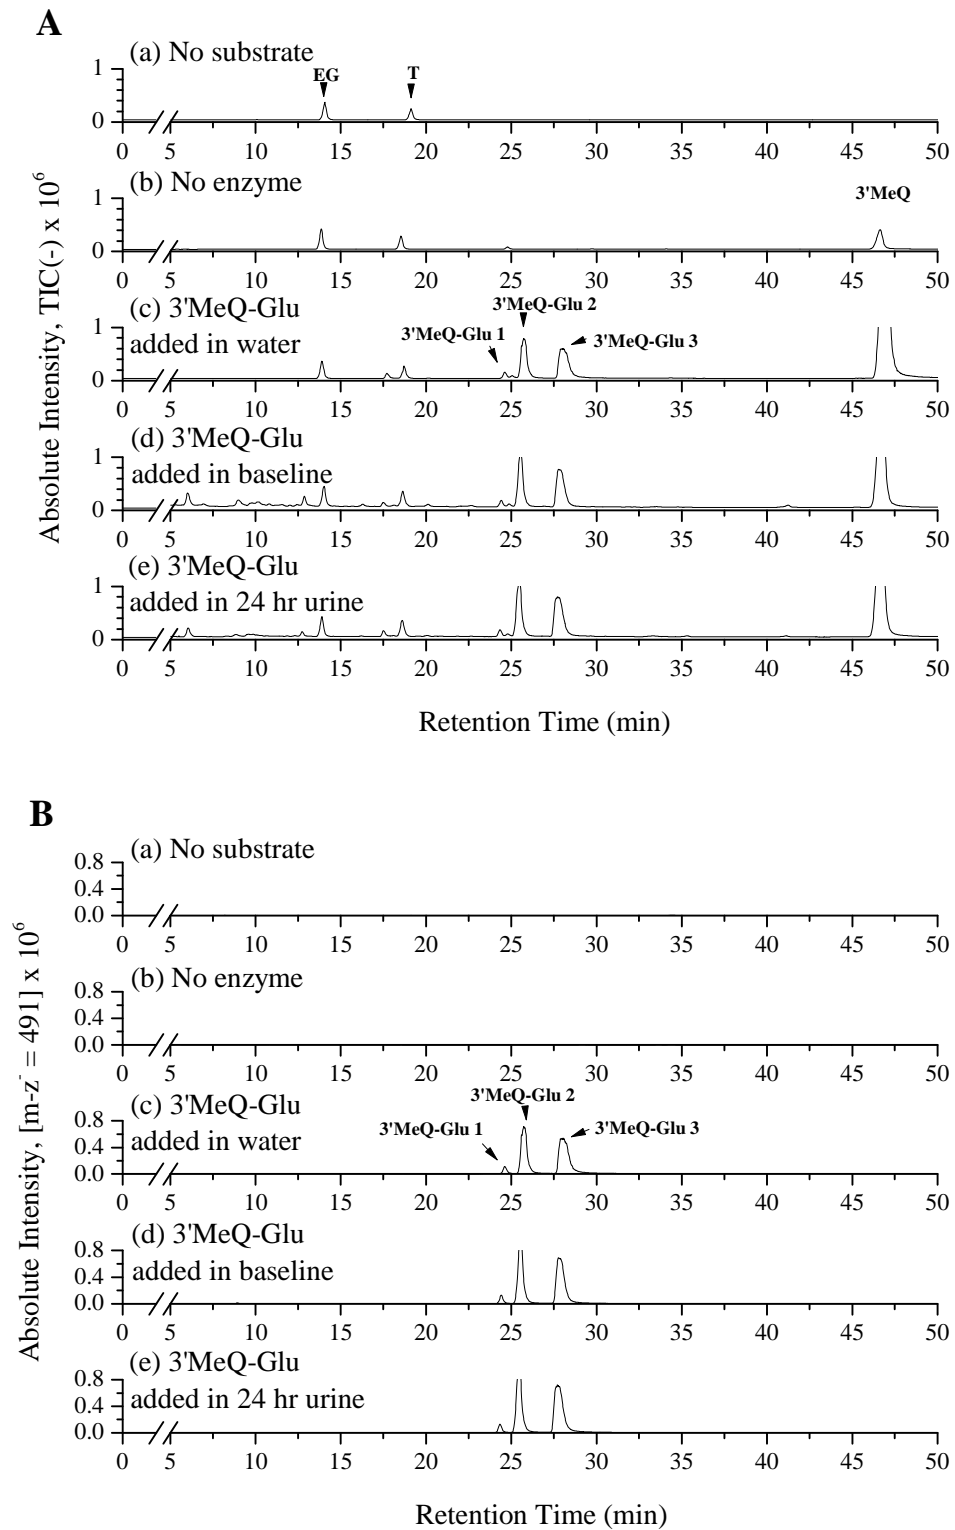 A
(a) No substrate
EG
T
1
0
0 5 10 15 20 25 30 35 40 45 50
(b) No enzyme
3'MeQ
1
0
0 5 10 15 20 25 30 35 40 45 50
(c) 3'MeQ-Glu
added in water
3'MeQ-Glu 2
3'MeQ-Glu 1
3'MeQ-Glu 3
1
0
0 5 10 15 20 25 30 35 40 45 50
(d) 3'MeQ-Glu
added in baseline
1
0
0 5 10 15 20 25 30 35 40 45 50
(e) 3'MeQ-Glu
added in 24 hr urine
1
0
0 5 10 15 20 25 30 35 40 45 50
Absolute Intensity, TIC(-) x 10⁶
Retention Time (min)
B
(a) No substrate
0.8
0.4
0.0
0 5 10 15 20 25 30 35 40 45 50
(b) No enzyme
0.8
0.4
0.0
0 5 10 15 20 25 30 35 40 45 50
(c) 3'MeQ-Glu
added in water
3'MeQ-Glu 2
3'MeQ-Glu 1
3'MeQ-Glu 3
0.8
0.4
0.0
0 5 10 15 20 25 30 35 40 45 50
(d) 3'MeQ-Glu
added in baseline
0.8
0.4
0.0
0 5 10 15 20 25 30 35 40 45 50
(e) 3'MeQ-Glu
added in 24 hr urine
0.8
0.4
0.0
0 5 10 15 20 25 30 35 40 45 50
Absolute Intensity, [m-z⁻ = 491] x 10⁶
Retention Time (min)